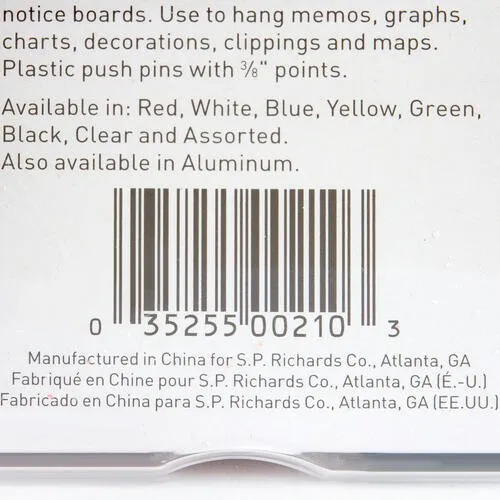 notice boards. Use to hang memos, graphs,
charts, decorations, clippings and maps.
Plastic push pins with ⅜" points.
Available in: Red, White, Blue, Yellow, Green,
Black, Clear and Assorted.
Also available in Aluminum.
0 35255 00210 3
Manufactured in China for S.P. Richards Co., Atlanta, GA
Fabriqué en Chine pour S.P. Richards Co., Atlanta, GA (É.-U.)
Fabricado en China para S.P. Richards Co., Atlanta, GA (EE.UU.)